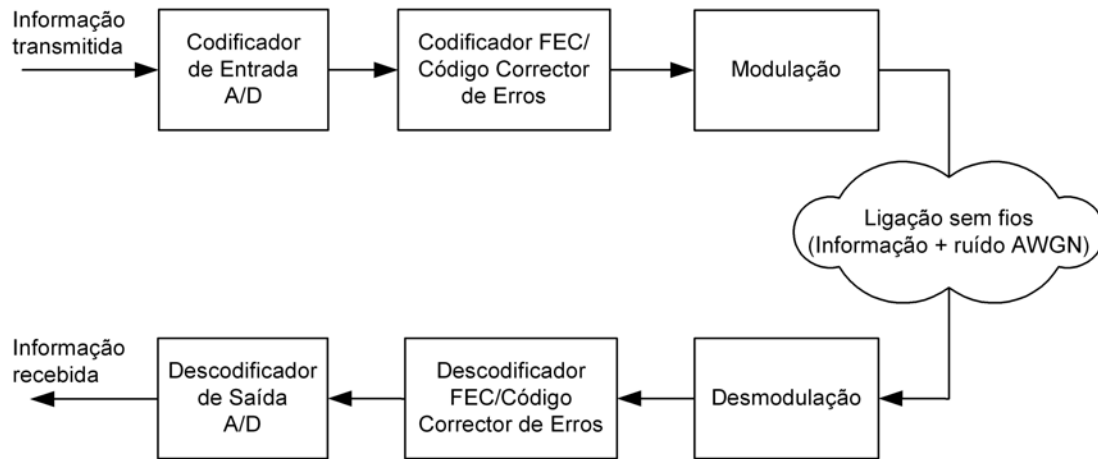 Informação
transmitida
Codificador
de Entrada
A/D
Codificador FEC/
Código Corrector
de Erros
Modulação
Ligação sem fios
(Informação + ruído AWGN)
Informação
recebida
Descodificador
de Saída
A/D
Descodificador
FEC/Código
Corrector de Erros
Desmodulação